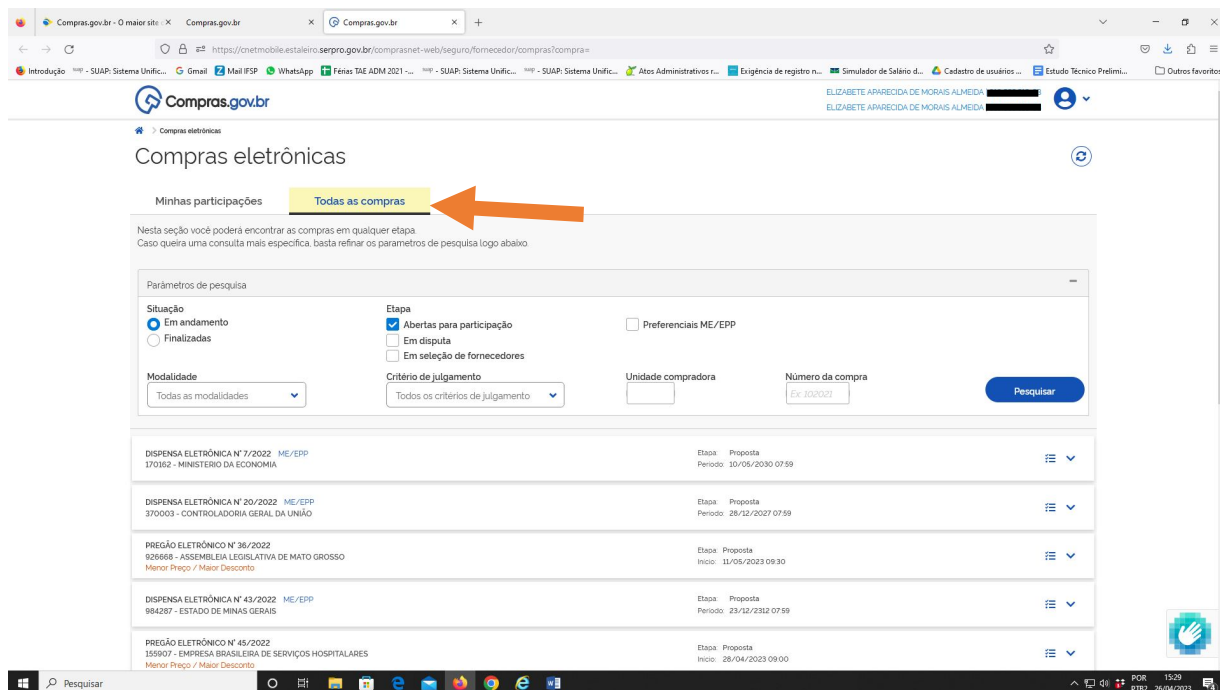 Compras.gov.br - O maior site d
Compras.gov.br
Compras.gov.br
https://cnetmobile.estaleiro.serpro.gov.br/comprasnet-web/seguro/fornecedor/compras?compra=
Introdução
suap - SUAP: Sistema Unific...
Gmail
Mail IFSP
WhatsApp
Férias TAE ADM 2021 -...
suap - SUAP: Sistema Unific...
suap - SUAP: Sistema Unific...
Atos Administrativos r...
Exigência de registro n...
Simulador de Salário d...
Cadastro de usuários ...
Estudo Técnico Prelimi...
Outros favoritos
Compras.gov.br
ELIZABETE APARECIDA DE MORAIS ALMEIDA
ELIZABETE APARECIDA DE MORAIS ALMEIDA
> Compras eletrônicas
Compras eletrônicas
Minhas participações
Todas as compras
Nesta seção você poderá encontrar as compras em qualquer etapa.
Caso queira uma consulta mais específica, basta refinar os parametros de pesquisa logo abaixo.
Parâmetros de pesquisa
Situação
Em andamento
Finalizadas
Etapa
Abertas para participação
Em disputa
Em seleção de fornecedores
Preferenciais ME/EPP
Modalidade
Todas as modalidades
Critério de julgamento
Todos os critérios de julgamento
Unidade compradora
Número da compra
Ex: 102021
Pesquisar
DISPENSA ELETRÔNICA N° 7/2022 ME/EPP
170162 - MINISTERIO DA ECONOMIA
Etapa: Proposta
Período: 10/05/2030 07:59
DISPENSA ELETRÔNICA N° 20/2022 ME/EPP
370003 - CONTROLADORIA GERAL DA UNIÃO
Etapa: Proposta
Período: 28/12/2027 07:59
PREGÃO ELETRÔNICO N° 36/2022
926668 - ASSEMBLEIA LEGISLATIVA DE MATO GROSSO
Menor Preço / Maior Desconto
Etapa: Proposta
Início: 11/05/2023 09:30
DISPENSA ELETRÔNICA N° 43/2022 ME/EPP
984287 - ESTADO DE MINAS GERAIS
Etapa: Proposta
Período: 23/12/2312 07:59
PREGÃO ELETRÔNICO N° 45/2022
155907 - EMPRESA BRASILEIRA DE SERVIÇOS HOSPITALARES
Menor Preço / Maior Desconto
Etapa: Proposta
Início: 28/04/2023 09:00
Pesquisar
POR
PTB2
15:29
26/04/2023